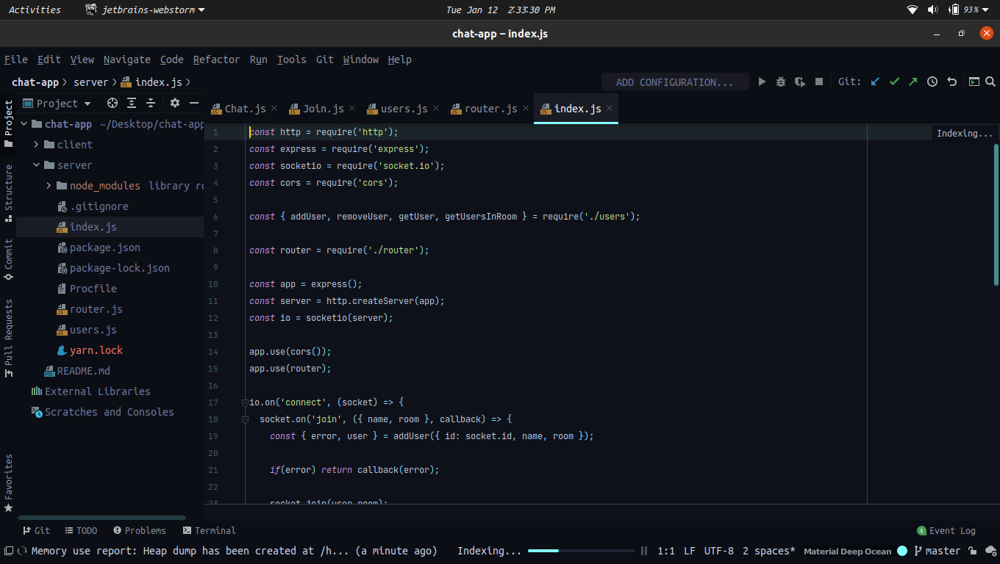 Activities jetbrains-webstorm Tue Jan 12 2:33:30 PM 93%
chat-app – index.js
File Edit View Navigate Code Refactor Run Tools Git Window Help
chat-app server index.js ADD CONFIGURATION... Git:
Project Chat.js Join.js users.js router.js index.js
Project
Structure
Commit
Pull Requests
Favorites
chat-app ~/Desktop/chat-app
client
server
node_modules library ro
.gitignore
index.js
package.json
package-lock.json
Procfile
router.js
users.js
yarn.lock
README.md
External Libraries
Scratches and Consoles
1 const http = require('http');
Indexing...
2 const express = require('express');
3 const socketio = require('socket.io');
4 const cors = require('cors');
5
6 const { addUser, removeUser, getUser, getUsersInRoom } = require('./users');
7
8 const router = require('./router');
9
10 const app = express();
11 const server = http.createServer(app);
12 const io = socketio(server);
13
14 app.use(cors());
15 app.use(router);
16
17 io.on('connect', (socket) => {
18 socket.on('join', ({ name, room }, callback) => {
19 const { error, user } = addUser({ id: socket.id, name, room });
20
21 if(error) return callback(error);
22
23 socket.join(user.room);
Git TODO Problems Terminal 1 Event Log
Memory use report: Heap dump has been created at /h... (a minute ago) Indexing... 1:1 LF UTF-8 2 spaces* Material Deep Ocean master